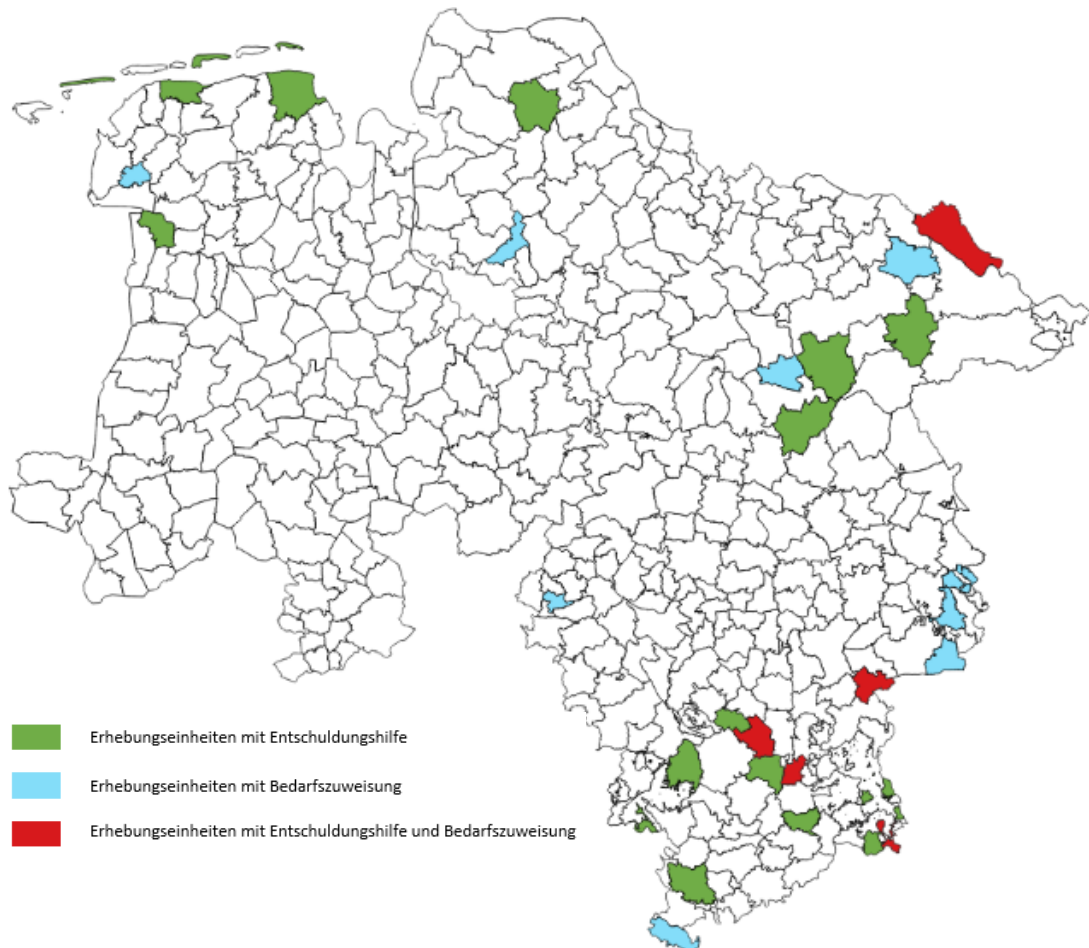 Erhebungseinheiten mit Entschuldungshilfe
Erhebungseinheiten mit Bedarfszuweisung
Erhebungseinheiten mit Entschuldungshilfe und Bedarfszuweisung